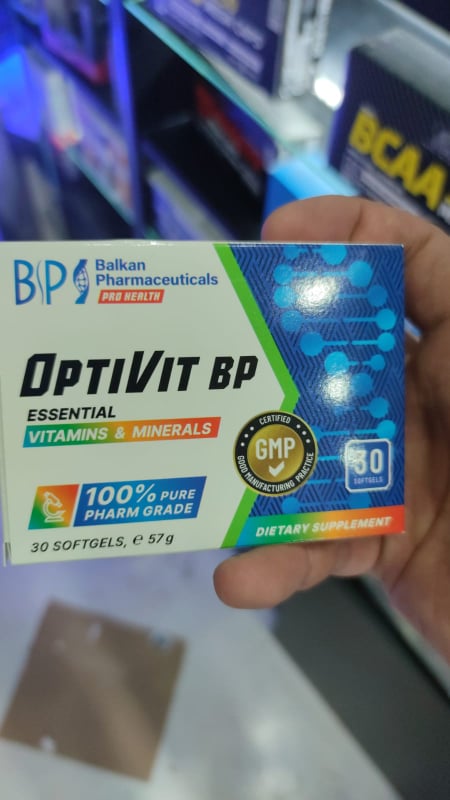 BCAA
BP
Balkan
Pharmaceuticals
PRO HEALTH
OPTIVIT BP
ESSENTIAL
VITAMINS & MINERALS
CERTIFIED
GMP
GOOD MANUFACTURING PRACTICE
30
SOFTGELS
100% PURE
PHARM GRADE
DIETARY SUPPLEMENT
30 SOFTGELS, ℮ 57g